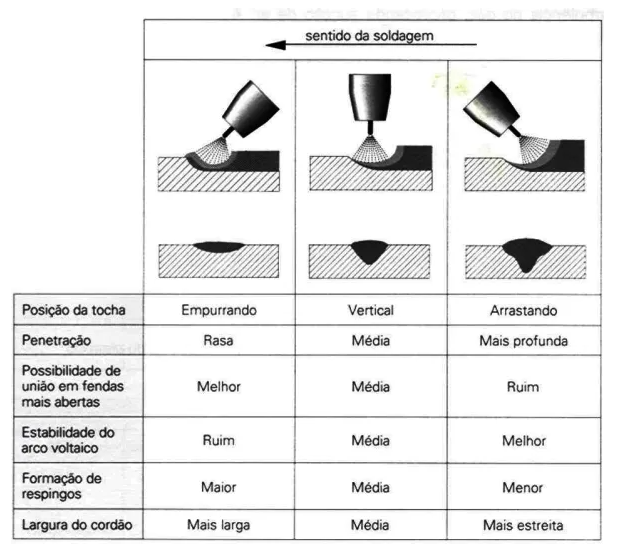 sentido da soldagem
Posição da tocha Empurrando Vertical Arrastando
Penetração Rasa Média Mais profunda
Possibilidade de
união em fendas
mais abertas
Melhor Média Ruim
Estabilidade do
arco voltaico
Ruim Média Melhor
Formação de
respingos
Maior Média Menor
Largura do cordão Mais larga Média Mais estreita